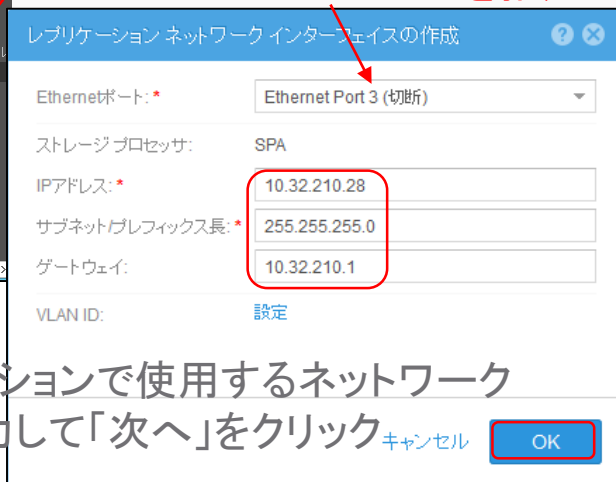 レプリケーション ネットワーク インターフェイスの作成
Ethernetポート: * Ethernet Port 3 (切断)
ストレージ プロセッサ: SPA
IPアドレス: * 10.32.210.28
サブネット/プレフィックス長: * 255.255.255.0
ゲートウェイ: 10.32.210.1
VLAN ID: 設定
ションで使用するネットワーク
して「次へ」をクリック
キャンセル OK